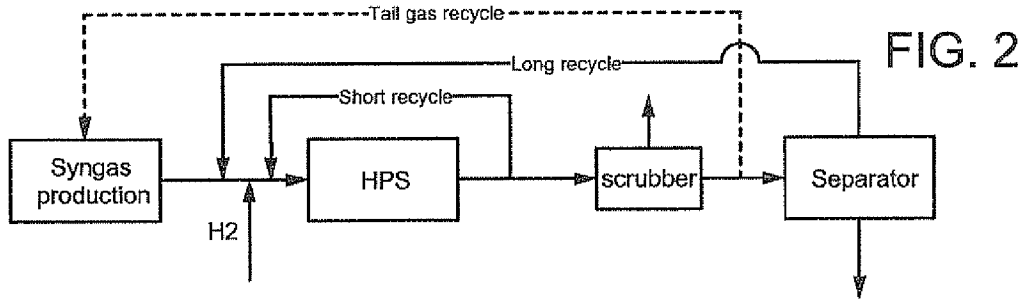 Tail gas recycle
FIG. 2
Long recycle
Short recycle
Syngas
production
HPS
scrubber
Separator
H2